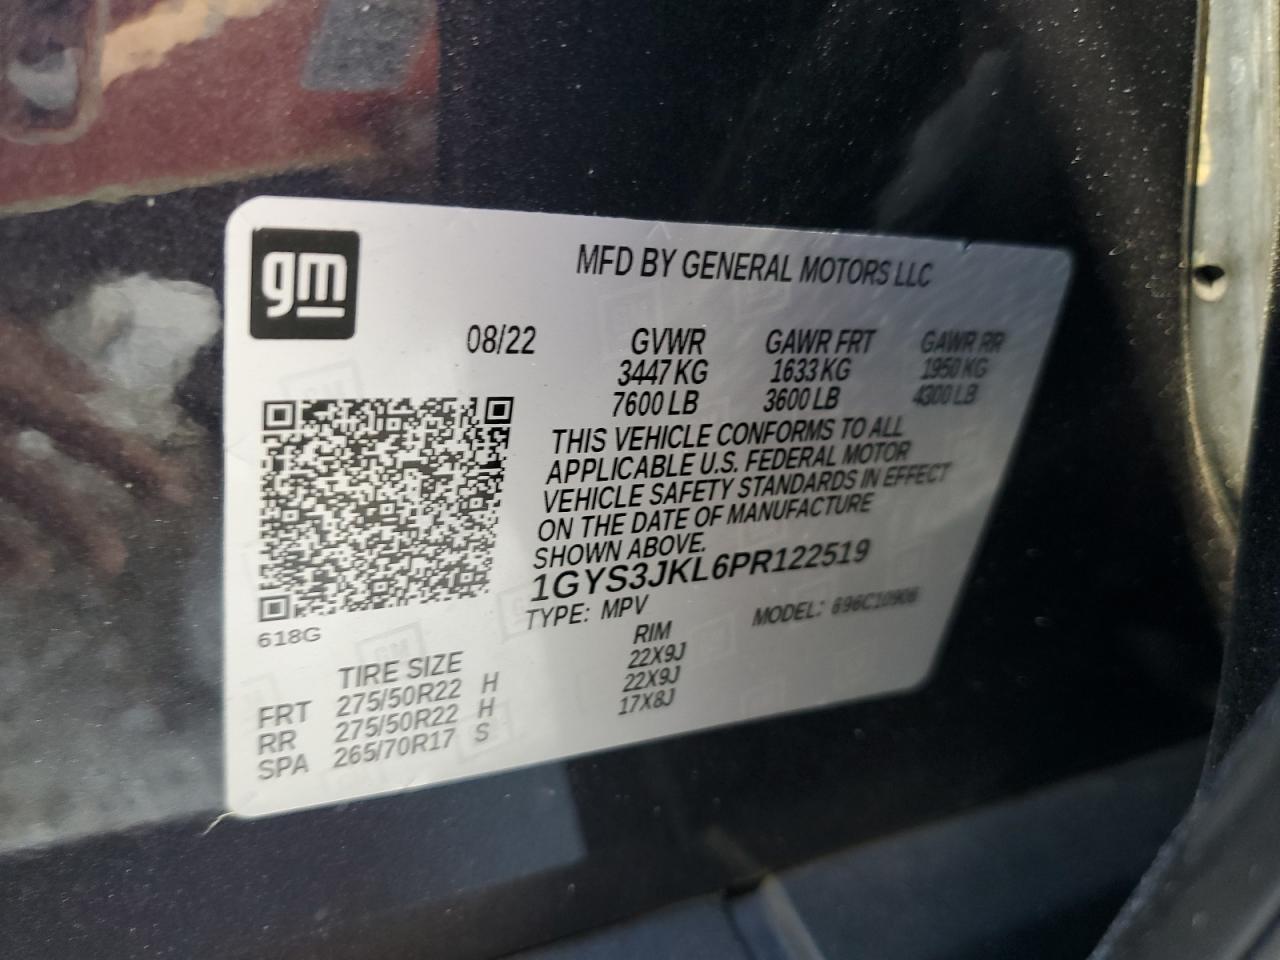 gm
MFD BY GENERAL MOTORS LLC
08/22 GVWR GAWR FRT GAWR RR
3447 KG 1633 KG 1950 KG
7600 LB 3600 LB 4300 LB
THIS VEHICLE CONFORMS TO ALL
APPLICABLE U.S. FEDERAL MOTOR
VEHICLE SAFETY STANDARDS IN EFFECT
ON THE DATE OF MANUFACTURE
SHOWN ABOVE.
1GYS3JKL6PR122519
TYPE: MPV MODEL:
618G
TIRE SIZE RIM
FRT 275/50R22 H 22X9J
RR 275/50R22 H 22X9J
SPA 265/70R17 S 17X8J